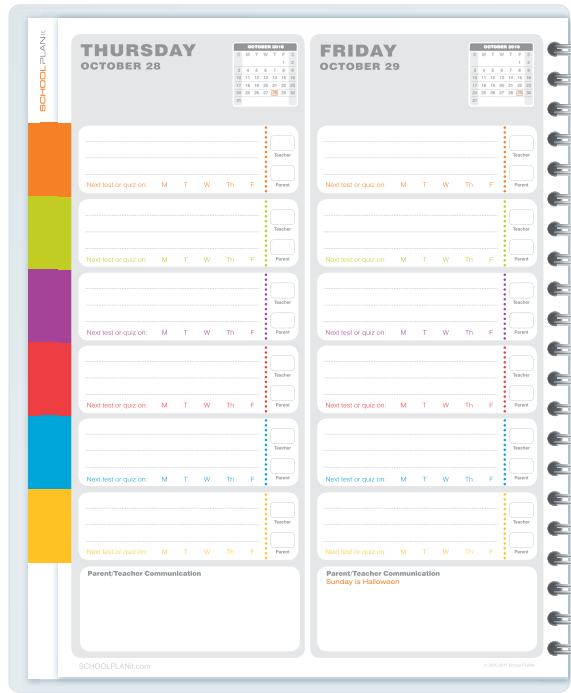 SCHOOLPLANit.
THURSDAY
OCTOBER 28
OCTOBER 2010
S M T W T F S
1 2
3 4 5 6 7 8 9
10 11 12 13 14 15 16
17 18 19 20 21 22 23
24 25 26 27 28 29 30
31
Teacher
Next test or quiz on: M T W Th F
Parent
Teacher
Next test or quiz on: M T W Th F
Parent
Teacher
Next test or quiz on: M T W Th F
Parent
Teacher
Next test or quiz on: M T W Th F
Parent
Teacher
Next test or quiz on: M T W Th F
Parent
Teacher
Next test or quiz on: M T W Th F
Parent
Parent/Teacher Communication
SCHOOLPLANit.com
FRIDAY
OCTOBER 29
OCTOBER 2010
S M T W T F S
1 2
3 4 5 6 7 8 9
10 11 12 13 14 15 16
17 18 19 20 21 22 23
24 25 26 27 28 29 30
31
Teacher
Next test or quiz on: M T W Th F
Parent
Teacher
Next test or quiz on: M T W Th F
Parent
Teacher
Next test or quiz on: M T W Th F
Parent
Teacher
Next test or quiz on: M T W Th F
Parent
Teacher
Next test or quiz on: M T W Th F
Parent
Teacher
Next test or quiz on: M T W Th F
Parent
Parent/Teacher Communication
Sunday is Halloween
© 2010-2011 School PLANit